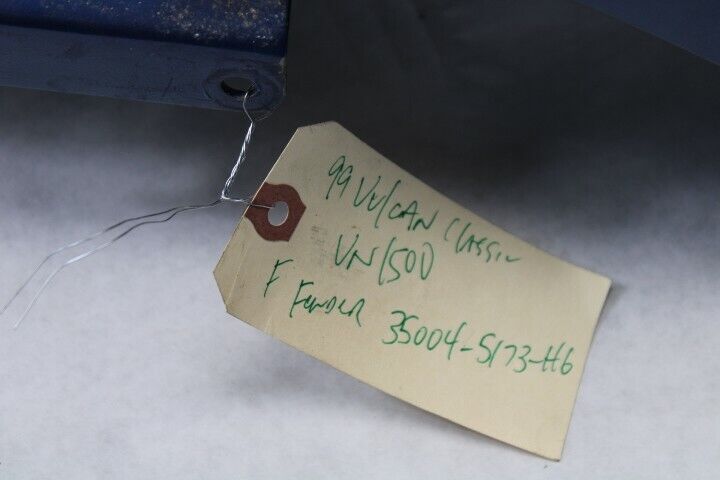 99 Vulcan Classic
VN1500
F Fender 35004-5173-H6